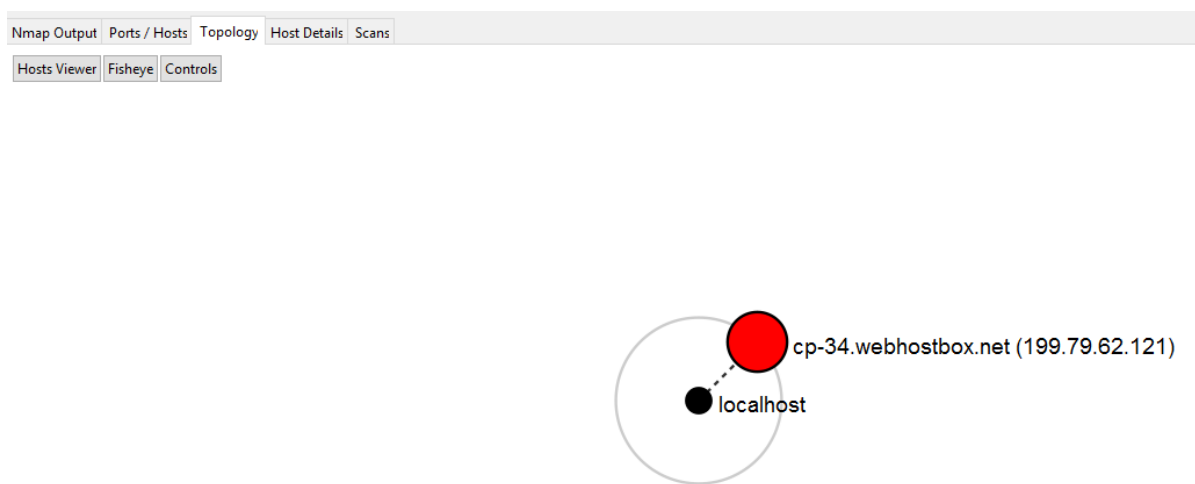 Nmap Output Ports / Hosts Topology Host Details Scans
Hosts Viewer Fisheye Controls
cp-34.webhostbox.net (199.79.62.121)
localhost